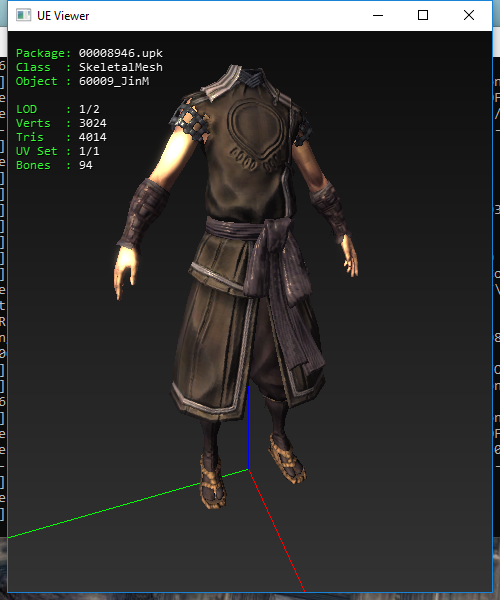 UE Viewer
Package: 00008946.upk
Class : SkeletalMesh
Object : 60009_JinM
LOD : 1/2
Verts : 3024
Tris : 4014
UV Set : 1/1
Bones : 94